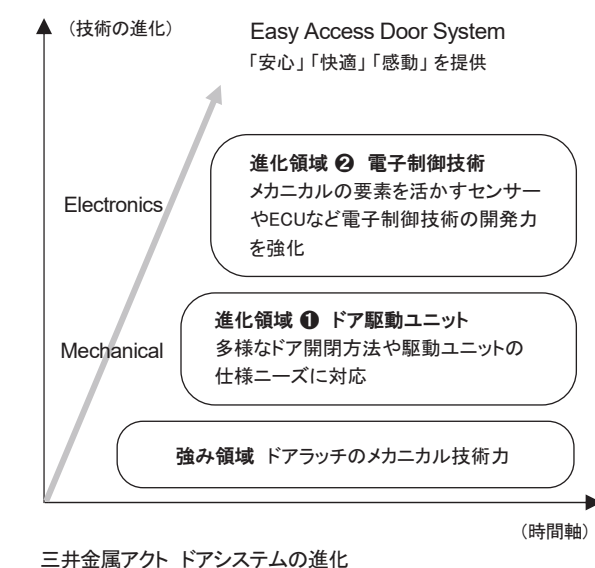 （技術の進化）
Easy Access Door System
「安心」「快適」「感動」を提供
進化領域 ❷ 電子制御技術
メカニカルの要素を活かすセンサー
やECUなど電子制御技術の開発力
を強化
Electronics
進化領域 ❶ ドア駆動ユニット
多様なドア開閉方法や駆動ユニットの
仕様ニーズに対応
Mechanical
強み領域 ドアラッチのメカニカル技術力
（時間軸）
三井金属アクト ドアシステムの進化